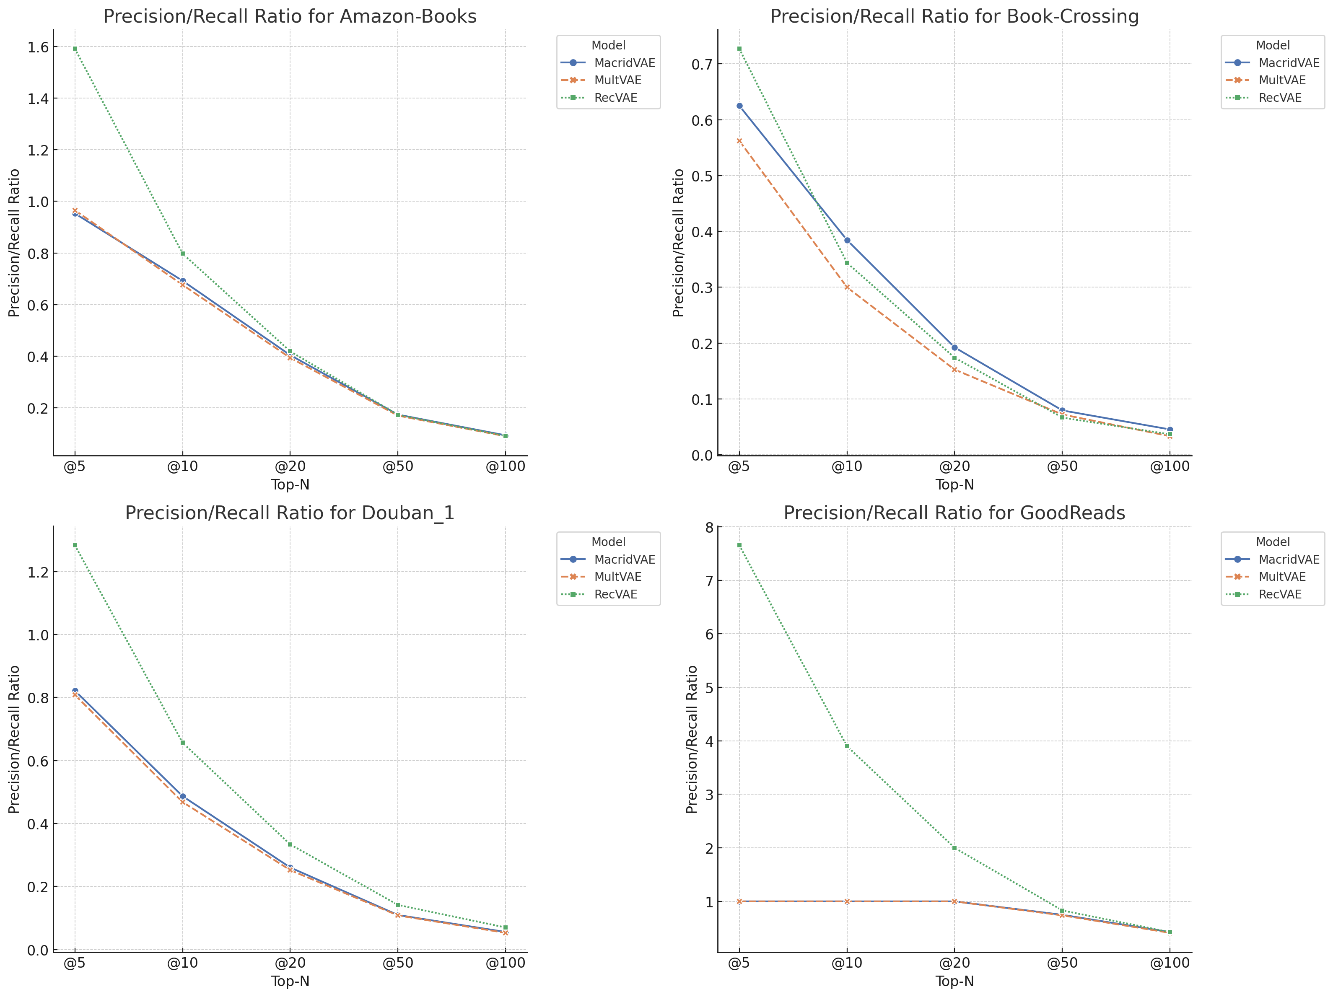 Precision/Recall Ratio for Amazon-Books
Precision/Recall Ratio
1.6
1.4
1.2
1.0
0.8
0.6
0.4
0.2
@5
@10
@20
@50
@100
Top-N
Model
MacridVAE
MultVAE
RecVAE
Precision/Recall Ratio for Book-Crossing
Precision/Recall Ratio
0.7
0.6
0.5
0.4
0.3
0.2
0.1
0.0
@5
@10
@20
@50
@100
Top-N
Model
MacridVAE
MultVAE
RecVAE
Precision/Recall Ratio for Douban_1
Precision/Recall Ratio
1.2
1.0
0.8
0.6
0.4
0.2
0.0
@5
@10
@20
@50
@100
Top-N
Model
MacridVAE
MultVAE
RecVAE
Precision/Recall Ratio for GoodReads
Precision/Recall Ratio
8
7
6
5
4
3
2
1
@5
@10
@20
@50
@100
Top-N
Model
MacridVAE
MultVAE
RecVAE